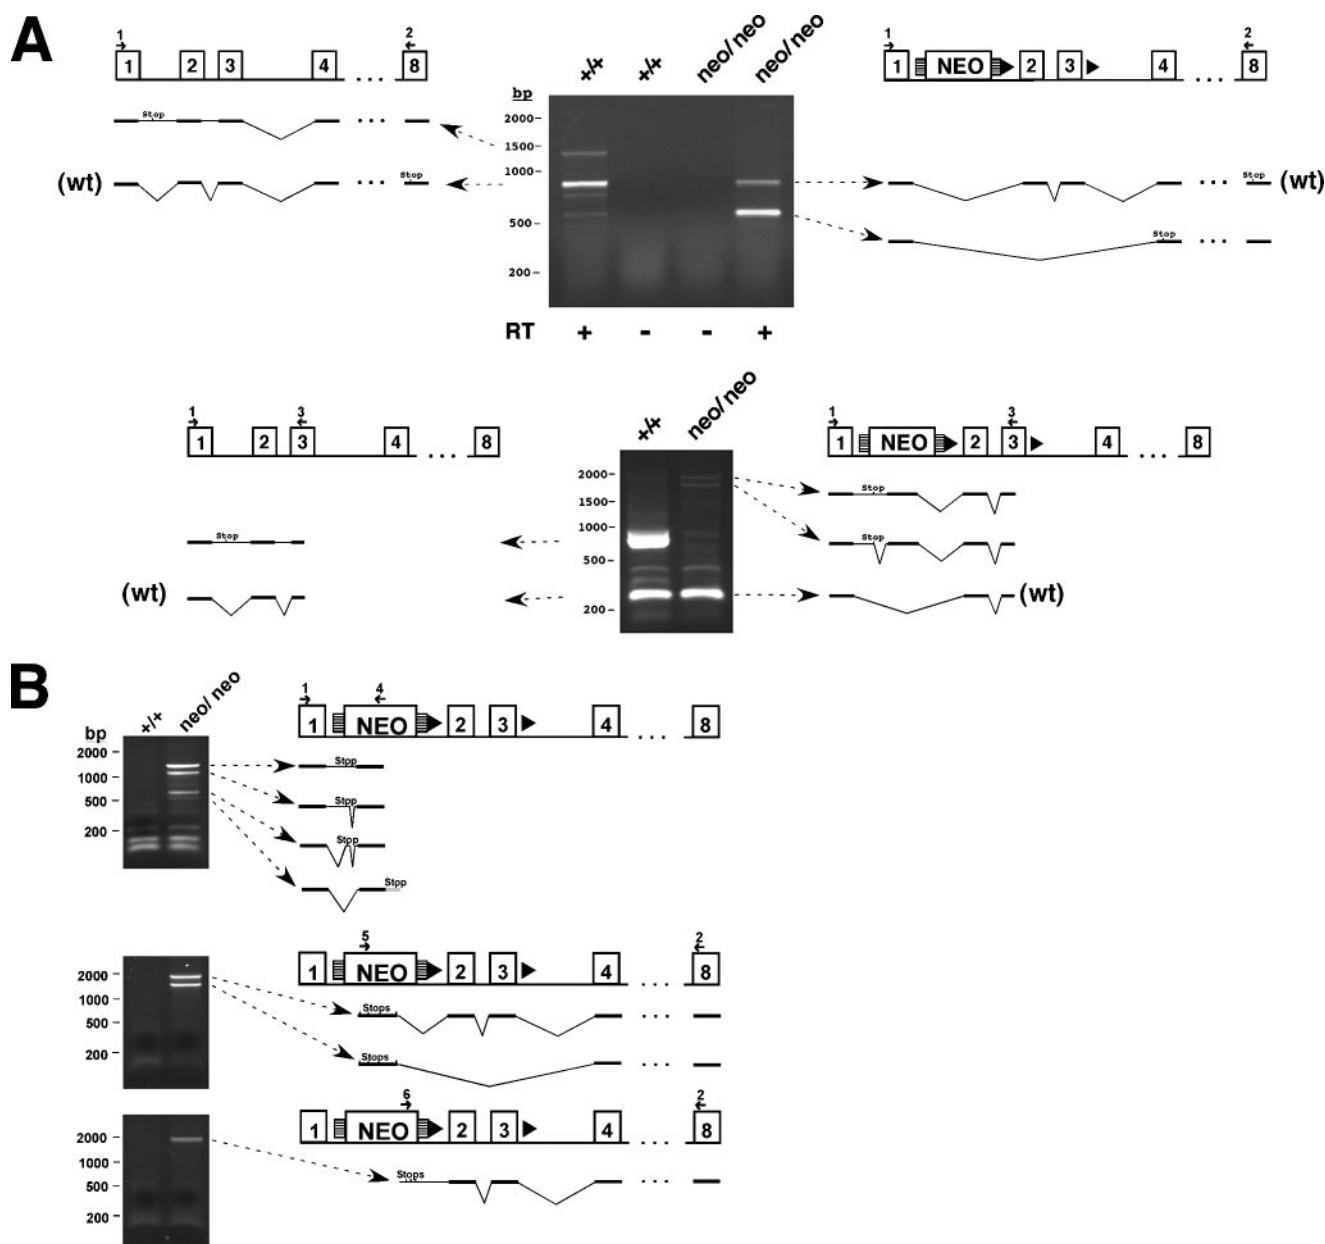 A
1 2
1 2 3 4 ... 8
Stop
(wt)
Stop
+/+ +/+ neo/neo neo/neo
bp
2000
1500
1000
500
200
RT + - - +
1 2
1 NEO 2 3 4 ... 8
Stop
(wt)
Stop
1 3
1 2 3 4 ... 8
Stop
(wt)
+/+ neo/neo
2000
1500
1000
500
200
1 3
1 NEO 2 3 4 ... 8
Stop
Stop
(wt)
B
+/+ neo/neo
bp
2000
1000
500
200
1 4
1 NEO 2 3 4 ... 8
Stop
Stop
Stop
Stop
2000
1000
500
200
5 2
1 NEO 2 3 4 ... 8
Stops
Stops
2000
1000
500
200
6 2
1 NEO 2 3 4 ... 8
Stops